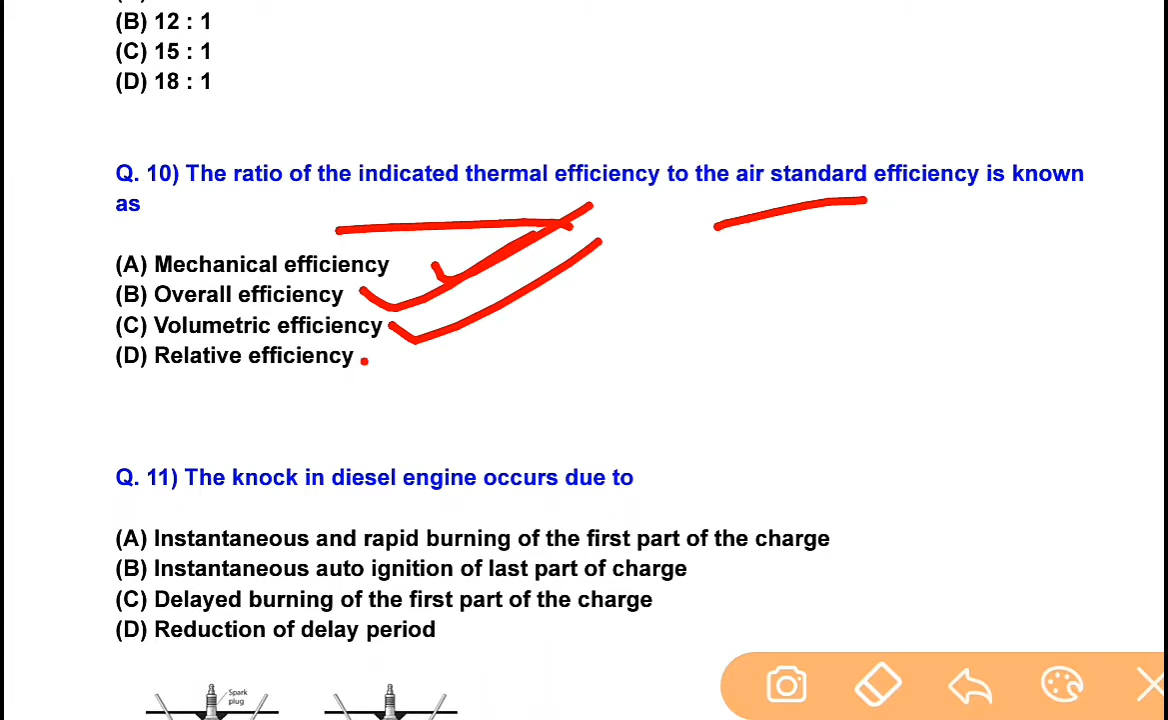 (B) 12 : 1
(C) 15 : 1
(D) 18 : 1
Q. 10) The ratio of the indicated thermal efficiency to the air standard efficiency is known
as
(A) Mechanical efficiency
(B) Overall efficiency
(C) Volumetric efficiency
(D) Relative efficiency
Q. 11) The knock in diesel engine occurs due to
(A) Instantaneous and rapid burning of the first part of the charge
(B) Instantaneous auto ignition of last part of charge
(C) Delayed burning of the first part of the charge
(D) Reduction of delay period
Spark
plug